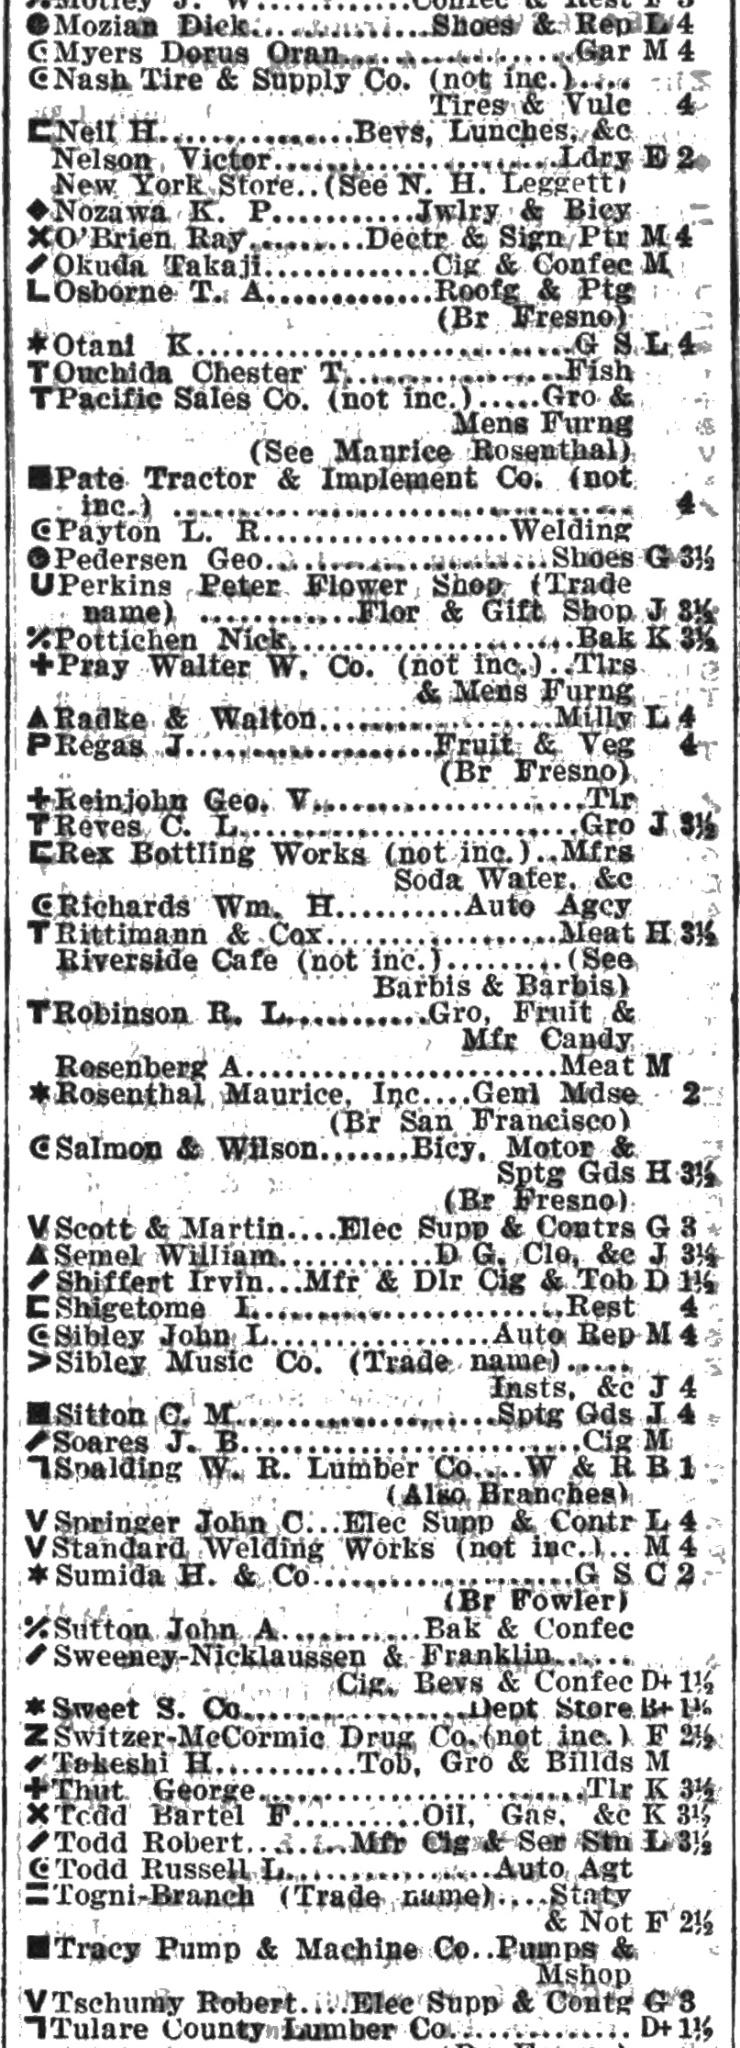 Motley J. W..........Confec & Rest F 3
Mozian Dick..............Shoes & Rep L 4
Myers Dorus Oran..................Gar M 4
Nash Tire & Supply Co. (not inc.).....
Tires & Vulc 4
Neil H...............Bevs, Lunches, &c
Nelson Victor......................Ldry E 2
New York Store..(See N. H. Leggett)
Nozawa K. P...........Jwlry & Bicy
O'Brien Ray..........Dectr & Sign Ptr M 4
Okuda Takaji.............Cig & Confec M
Osborne T. A.............Roofg & Ptg
(Br Fresno)
Otani K.............................G S L 4
Ouchida Chester T.................Fish
Pacific Sales Co. (not inc.).....Gro &
Mens Furng
(See Maurice Rosenthal)
Pate Tractor & Implement Co. (not
inc.) ................................... 4
Payton L. R...................Welding
Pedersen Geo......................Shoes G 3½
Perkins Peter Flower Shop (Trade
name) ............Flor & Gift Shop J 3½
Pottichen Nick......................Bak K 3½
Pray Walter W. Co. (not inc.)..Tlrs
& Mens Furng
Radke & Walton..................Milly L 4
Regas J...................Fruit & Veg 4
(Br Fresno)
Reinjohn Geo. V.....................Tlr
Reves C. L..........................Gro J 3½
Rex Bottling Works (not inc.)..Mfrs
Soda Water, &c
Richards Wm. H..........Auto Agcy
Rittimann & Cox..................Meat H 3½
Riverside Cafe (not inc.).........(See
Barbis & Barbis)
Robinson R. L...........Gro, Fruit &
Mfr Candy
Rosenberg A........................Meat M
Rosenthal Maurice, Inc....Genl Mdse 2
(Br San Francisco)
Salmon & Wilson.......Bicy, Motor &
Sptg Gds H 3½
(Br Fresno)
Scott & Martin....Elec Supp & Contrs G 3
Semel William............D G, Clo, &c J 3½
Shiffert Irvin...Mfr & Dlr Cig & Tob D 1½
Shigetome I........................Rest 4
Sibley John L.................Auto Rep M 4
Sibley Music Co. (Trade name).....
Insts, &c J 4
Sitton C. M....................Sptg Gds J 4
Soares J. B..........................Cig M
Spalding W. R. Lumber Co....W & R B 1
(Also Branches)
Springer John C...Elec Supp & Contr L 4
Standard Welding Works (not inc.).. M 4
Sumida H. & Co....................G S C 2
(Br Fowler)
Sutton John A...........Bak & Confec
Sweeney-Nicklaussen & Franklin......
Cig, Bevs & Confec D+ 1½
Sweet S. Co..................Dept Store B+ 1½
Switzer-McCormic Drug Co.(not inc.) F 2½
Takeshi H...........Tob, Gro & Billds M
Thut George.........................Tlr K 3½
Todd Bartel F..........Oil, Gas, &c K 3½
Todd Robert........Mfr Cig & Ser Stn L 3½
Todd Russell L................Auto Agt
Togni-Branch (Trade name)....Staty
& Not F 2½
Tracy Pump & Machine Co..Pumps &
Mshop
Tschumy Robert....Elec Supp & Contg G 3
Tulare County Lumber Co............. D+ 1½